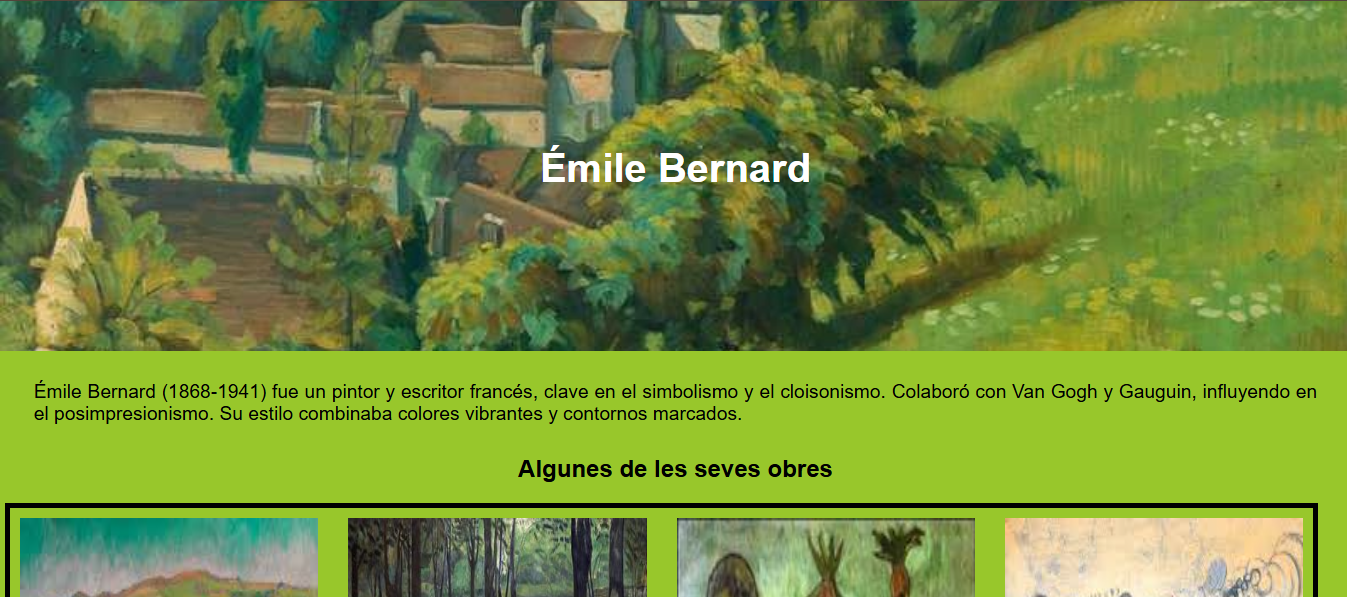 Émile Bernard
Émile Bernard (1868-1941) fue un pintor y escritor francés, clave en el simbolismo y el cloisonismo. Colaboró con Van Gogh y Gauguin, influyendo en
el posimpresionismo. Su estilo combinaba colores vibrantes y contornos marcados.
Algunes de les seves obres